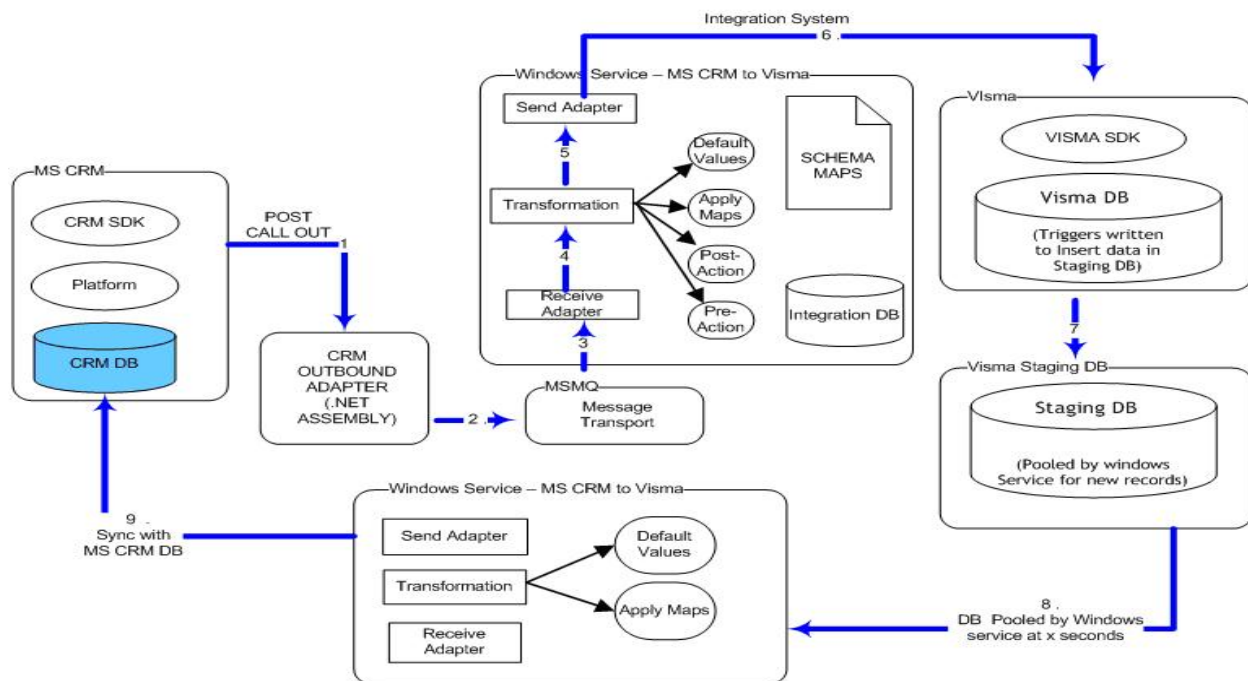 Integration System
6 .
Windows Service – MS CRM to Visma
Send Adapter
5
Transformation
4
Receive
Adapter
3
Default
Values
Apply
Maps
Post-
Action
Pre-
Action
SCHEMA
MAPS
Integration DB
VIsma
VISMA SDK
Visma DB
(Triggers written
to Insert data in
Staging DB)
7
Visma Staging DB
Staging DB
(Pooled by windows
Service for new records)
MS CRM
CRM SDK
Platform
CRM DB
POST
CALL OUT
1
CRM
OUTBOUND
ADAPTER
(.NET
ASSEMBLY)
2 .
MSMQ
Message
Transport
Windows Service – MS CRM to Visma
Send Adapter
Transformation
Receive
Adapter
Default
Values
Apply Maps
8 .
DB Pooled by Windows
service at x seconds
9 .
Sync with
MS CRM DB